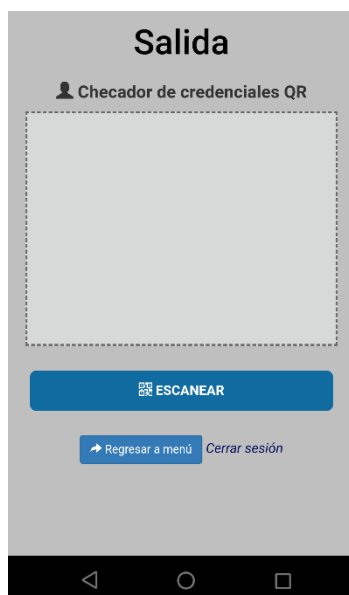 Salida
Checador de credenciales QR
ESCANEAR
Regresar a menú Cerrar sesión